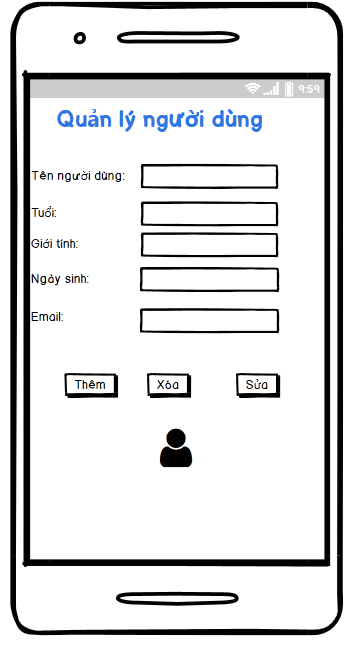 9:59
Quản lý người dùng
Tên người dùng:
Tuổi:
Giới tính:
Ngày sinh:
Email:
Thêm Xóa Sửa